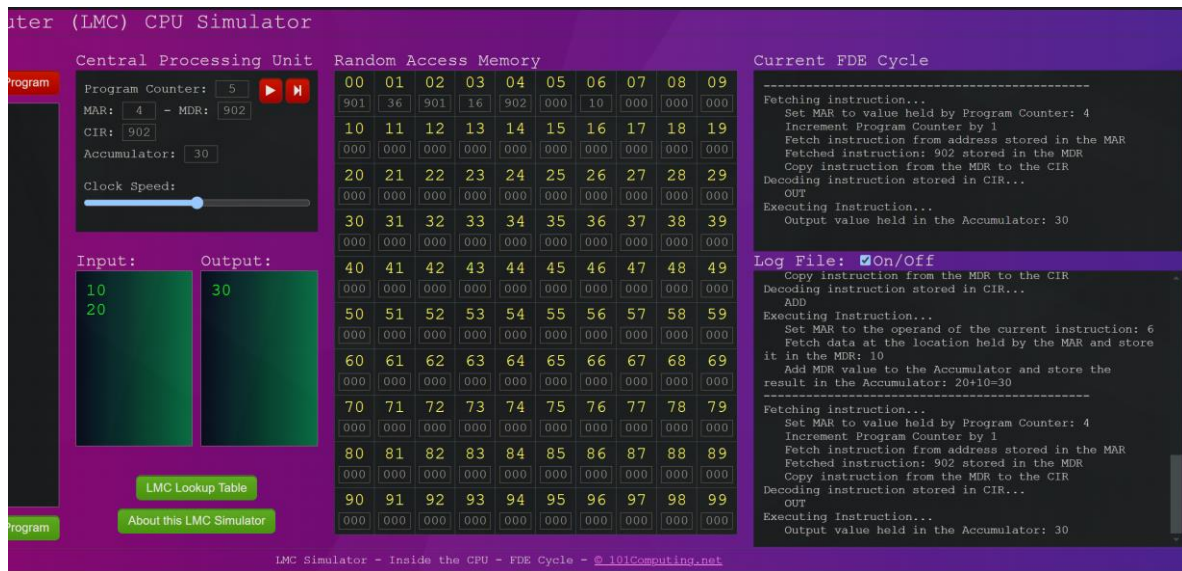 uter (LMC) CPU Simulator
Program
Central Processing Unit
Program Counter: 5
MAR: 4 - MDR: 902
CIR: 902
Accumulator: 30
Clock Speed:
Input:
10
20
Output:
30
LMC Lookup Table
About this LMC Simulator
Program
Random Access Memory
00 01 02 03 04 05 06 07 08 09
901 36 901 16 902 000 10 000 000 000
10 11 12 13 14 15 16 17 18 19
000 000 000 000 000 000 000 000 000 000
20 21 22 23 24 25 26 27 28 29
000 000 000 000 000 000 000 000 000 000
30 31 32 33 34 35 36 37 38 39
000 000 000 000 000 000 000 000 000 000
40 41 42 43 44 45 46 47 48 49
000 000 000 000 000 000 000 000 000 000
50 51 52 53 54 55 56 57 58 59
000 000 000 000 000 000 000 000 000 000
60 61 62 63 64 65 66 67 68 69
000 000 000 000 000 000 000 000 000 000
70 71 72 73 74 75 76 77 78 79
000 000 000 000 000 000 000 000 000 000
80 81 82 83 84 85 86 87 88 89
000 000 000 000 000 000 000 000 000 000
90 91 92 93 94 95 96 97 98 99
000 000 000 000 000 000 000 000 000 000
Current FDE Cycle
----------------------------------------------
Fetching instruction...
Set MAR to value held by Program Counter: 4
Increment Program Counter by 1
Fetch instruction from address stored in the MAR
Fetched instruction: 902 stored in the MDR
Copy instruction from the MDR to the CIR
Decoding instruction stored in CIR...
OUT
Executing Instruction...
Output value held in the Accumulator: 30
Log File: On/Off
Copy instruction from the MDR to the CIR
Decoding instruction stored in CIR...
ADD
Executing Instruction...
Set MAR to the operand of the current instruction: 6
Fetch data at the location held by the MAR and store
it in the MDR: 10
Add MDR value to the Accumulator and store the
result in the Accumulator: 20+10=30
----------------------------------------------
Fetching instruction...
Set MAR to value held by Program Counter: 4
Increment Program Counter by 1
Fetch instruction from address stored in the MAR
Fetched instruction: 902 stored in the MDR
Copy instruction from the MDR to the CIR
Decoding instruction stored in CIR...
OUT
Executing Instruction...
Output value held in the Accumulator: 30
LMC Simulator - Inside the CPU - FDE Cycle - © 101Computing.net